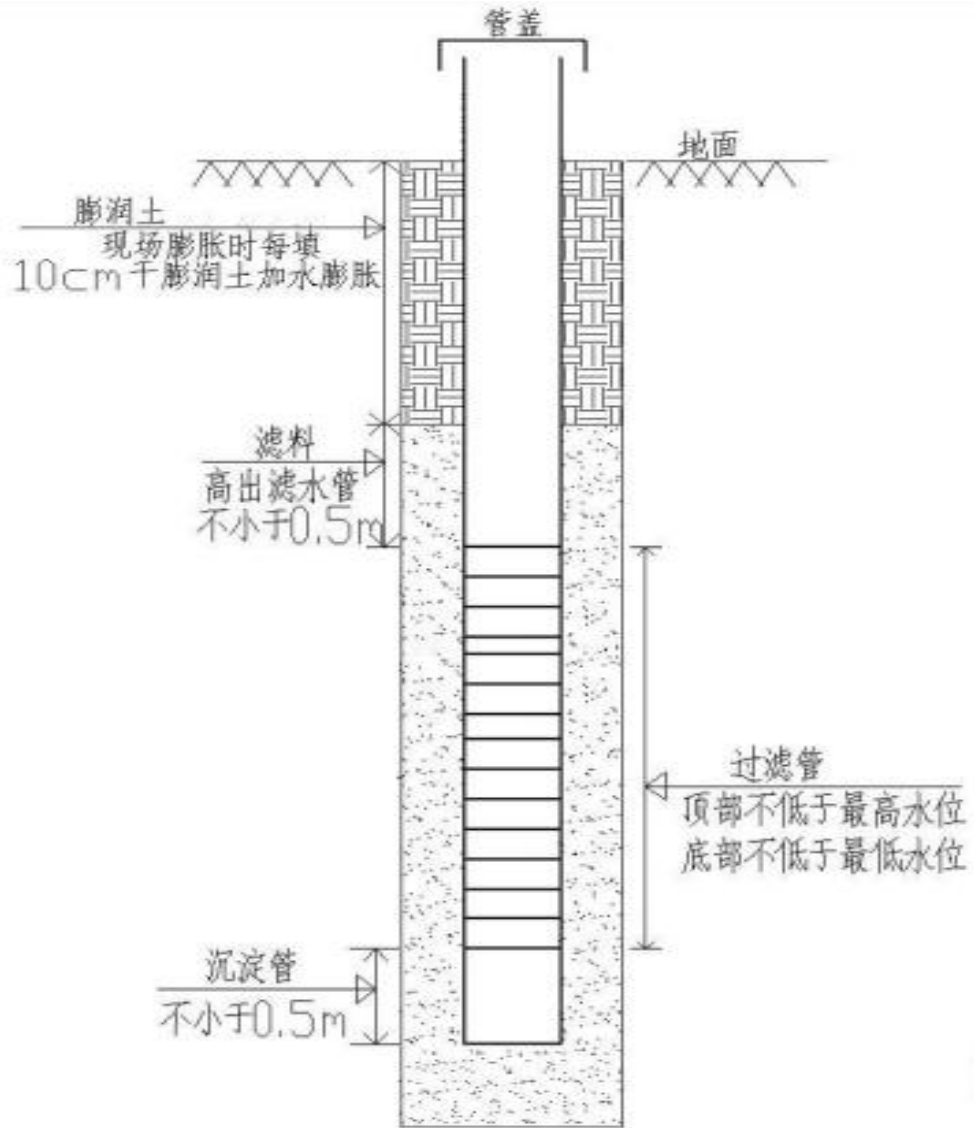 管盖
地面
膨润土
现场膨胀时每填
10cm干膨润土加水膨胀
滤料
高出滤水管
不小于0.5m
过滤管
顶部不低于最高水位
底部不低于最低水位
沉淀管
不小于0.5m